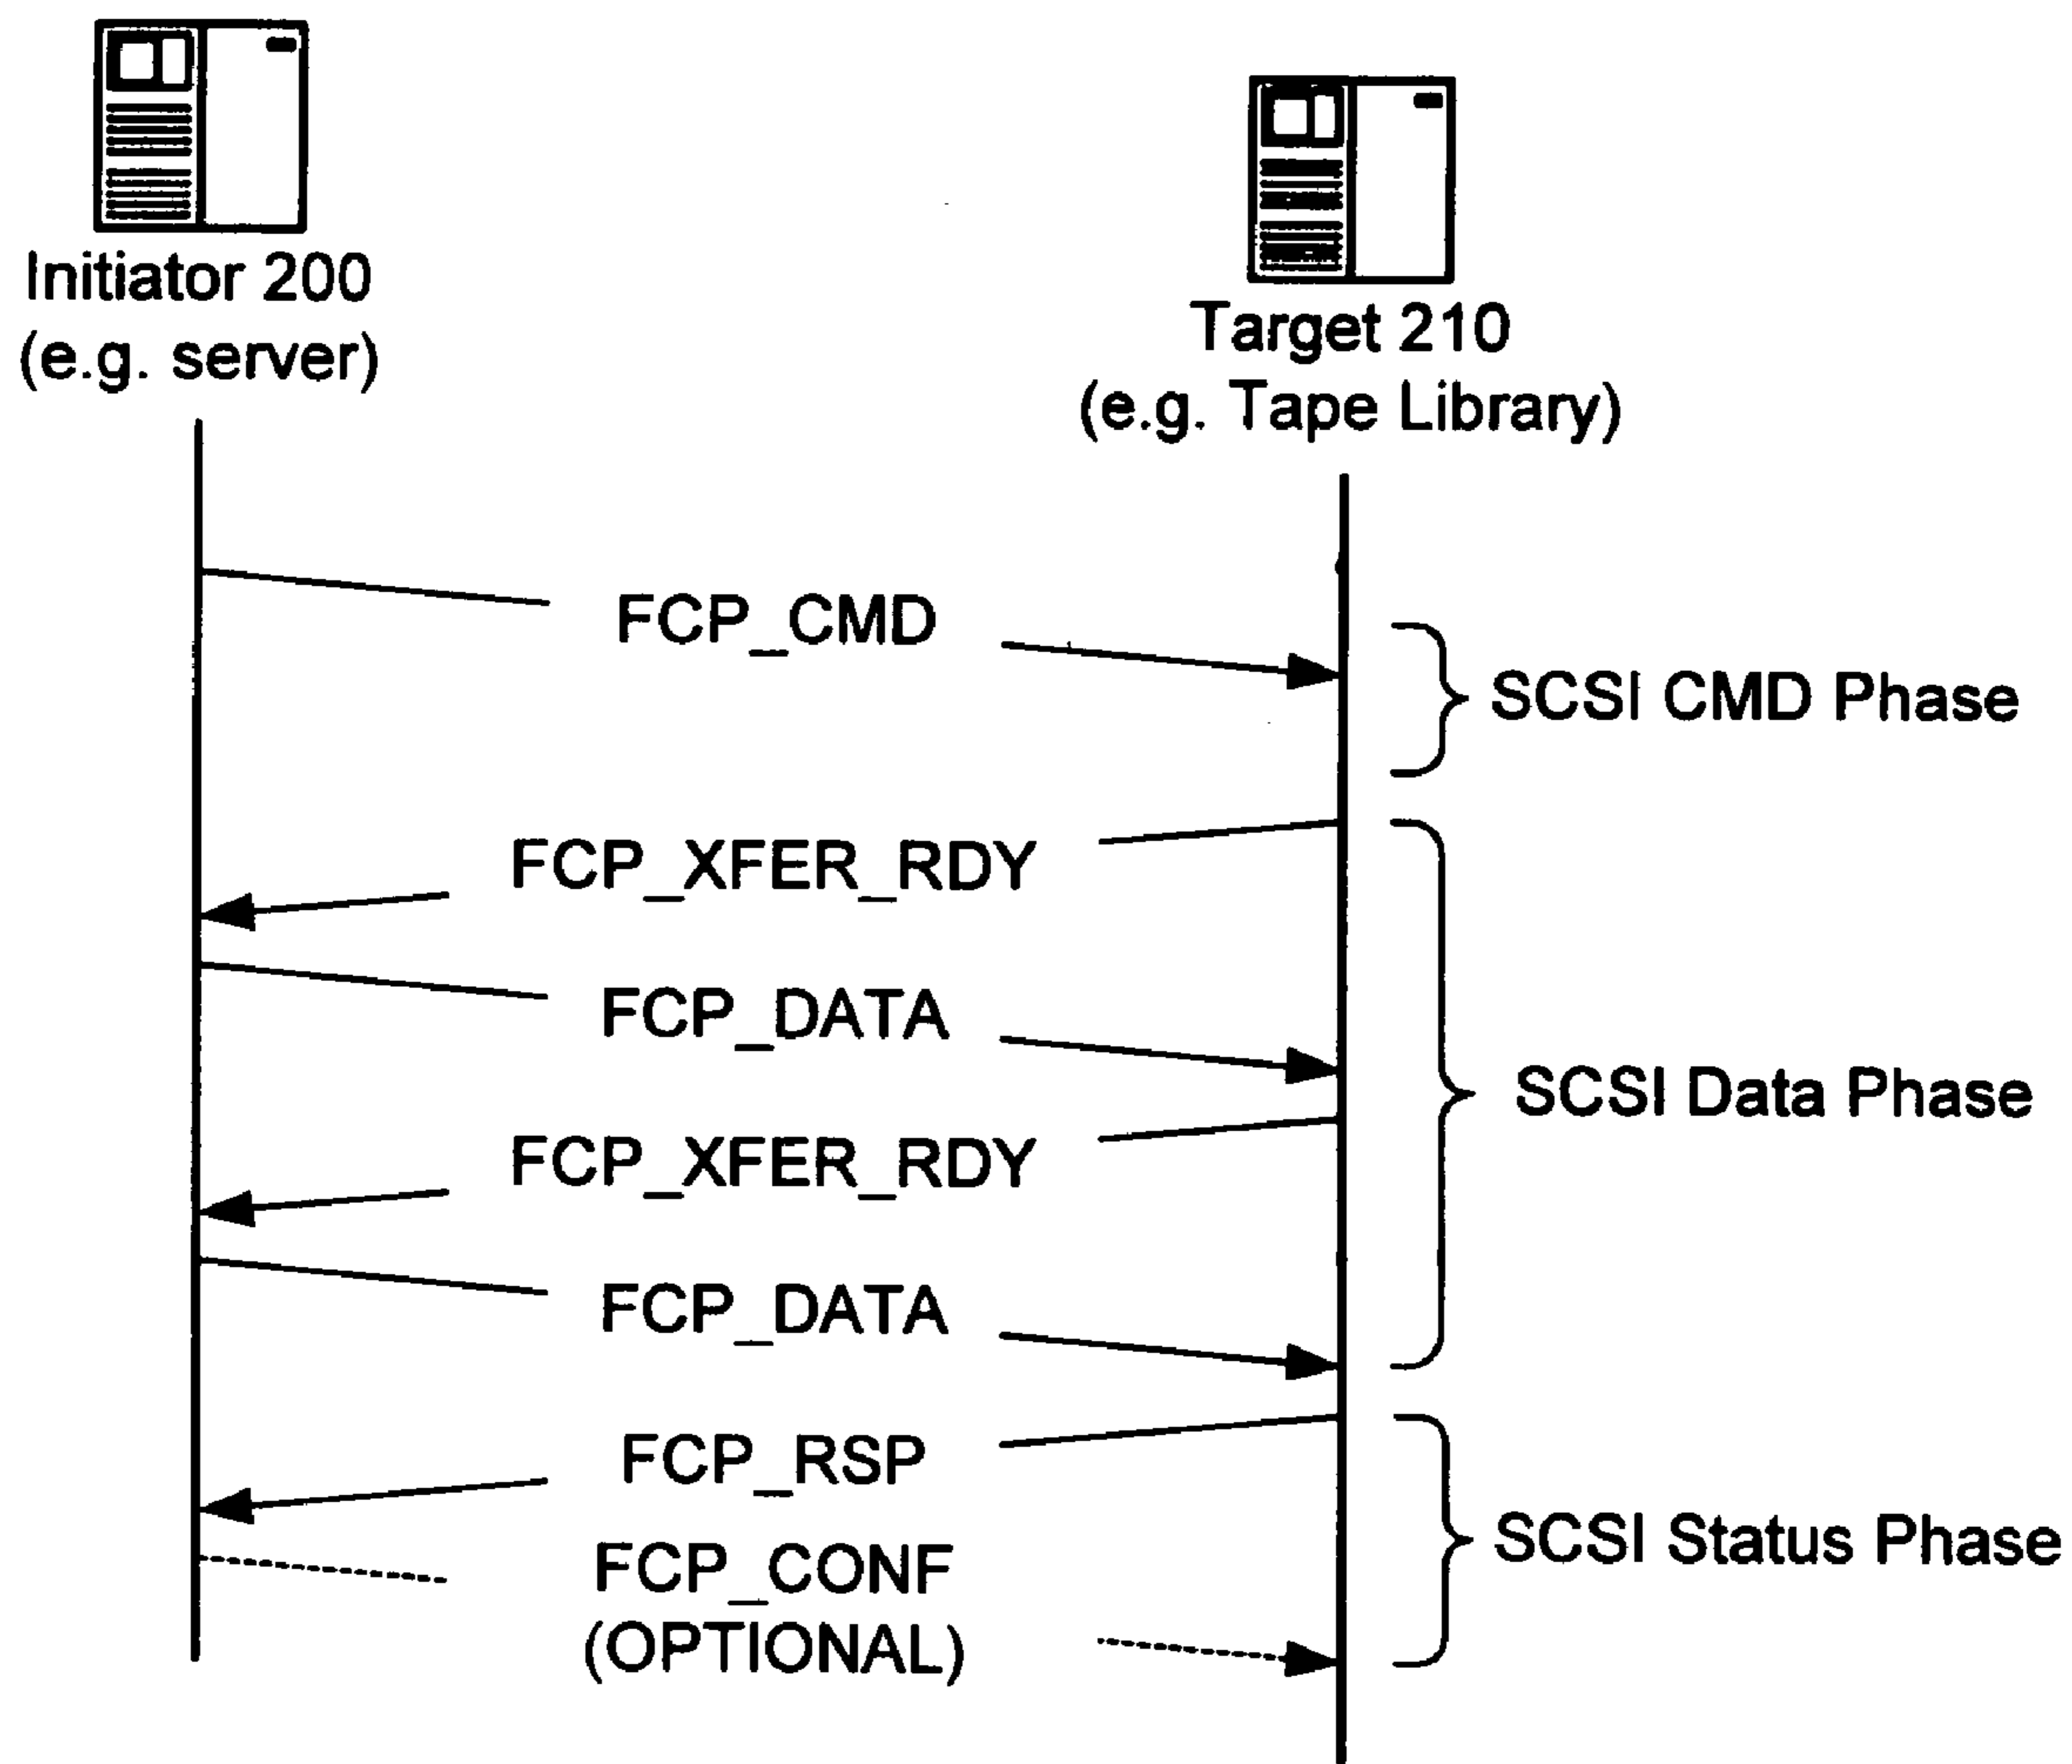 Initiator 200
(e.g. server)
Target 210
(e.g. Tape Library)
FCP_CMD
SCSI CMD Phase
FCP_XFER_RDY
FCP_DATA
SCSI Data Phase
FCP_XFER_RDY
FCP_DATA
FCP_RSP
SCSI Status Phase
FCP_CONF
(OPTIONAL)